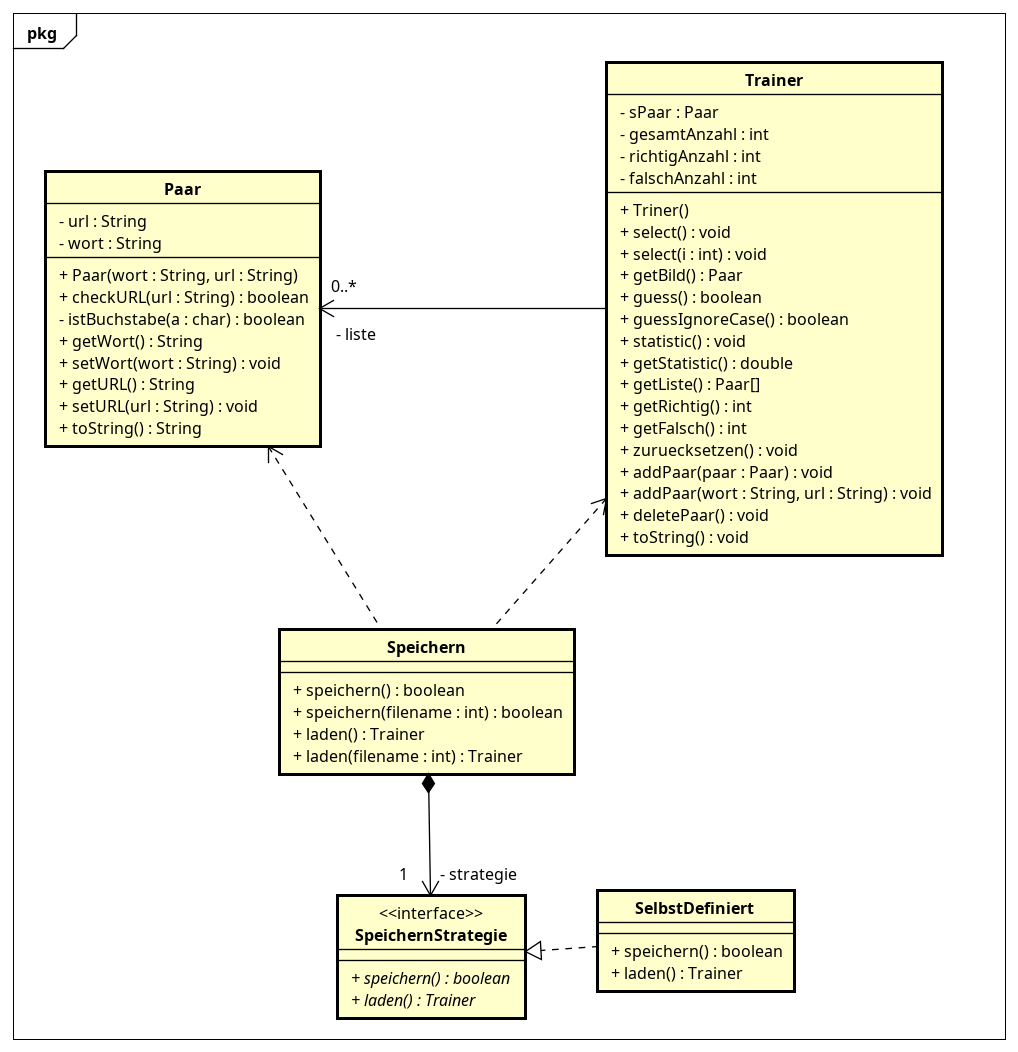 pkg
Trainer
- sPaar : Paar
- gesamtAnzahl : int
- richtigAnzahl : int
- falschAnzahl : int
+ Triner()
+ select() : void
+ select(i : int) : void
+ getBild() : Paar
+ guess() : boolean
+ guessIgnoreCase() : boolean
+ statistic() : void
+ getStatistic() : double
+ getListe() : Paar[]
+ getRichtig() : int
+ getFalsch() : int
+ zuruecksetzen() : void
+ addPaar(paar : Paar) : void
+ addPaar(wort : String, url : String) : void
+ deletePaar() : void
+ toString() : void
Paar
- url : String
- wort : String
+ Paar(wort : String, url : String)
+ checkURL(url : String) : boolean
- istBuchstabe(a : char) : boolean
+ getWort() : String
+ setWort(wort : String) : void
+ getURL() : String
+ setURL(url : String) : void
+ toString() : String
0..*
- liste
Speichern
+ speichern() : boolean
+ speichern(filename : int) : boolean
+ laden() : Trainer
+ laden(filename : int) : Trainer
1
- strategie
<<interface>>
SpeichernStrategie
+ speichern() : boolean
+ laden() : Trainer
SelbstDefiniert
+ speichern() : boolean
+ laden() : Trainer